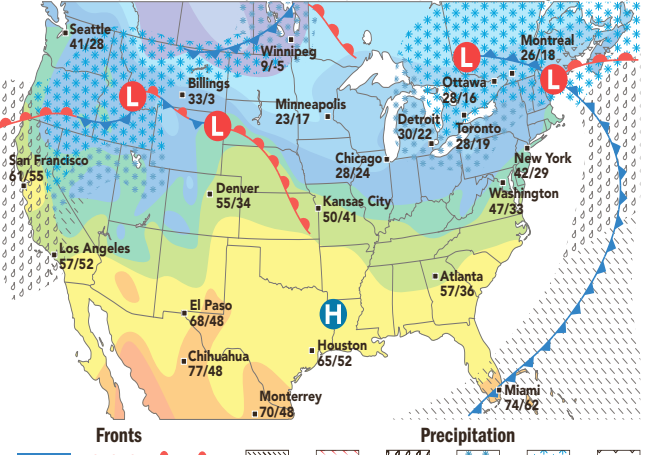 Seattle
41/28
Winnipeg
9/-5
Montreal
26/18
L
L
Billings
33/3
Ottawa
28/16
L
Minneapolis
23/17
L
Detroit
30/22
Toronto
28/19
San Francisco
61/55
Chicago
28/24
New York
42/29
Denver
55/34
Kansas City
50/41
Washington
47/33
Los Angeles
57/52
Atlanta
57/36
El Paso
68/48
H
Houston
65/52
Chihuahua
77/48
Monterrey
70/48
Miami
74/62
Fronts
Precipitation